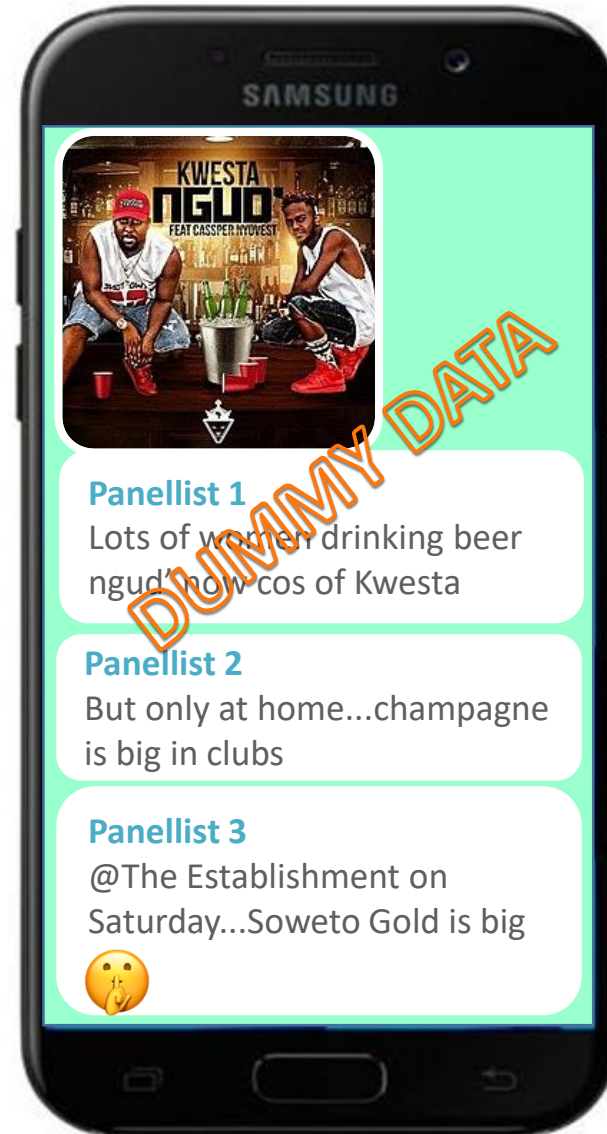 SAMSUNG
KWESTA
NGUD'
FEAT CASSPER NYOVEST
DUMMY DATA
Panellist 1
Lots of women drinking beer
ngud' now cos of Kwesta
Panellist 2
But only at home...champagne
is big in clubs
Panellist 3
@The Establishment on
Saturday...Soweto Gold is big
🤫